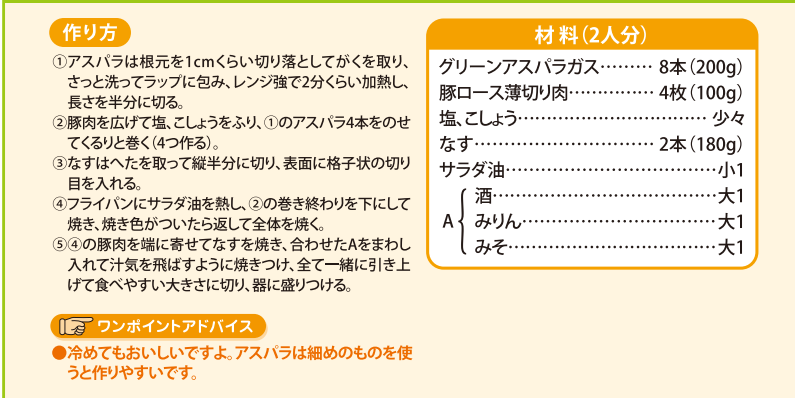 作り方
①アスパラは根元を1cmくらい切り落としてがくを取り、
さっと洗ってラップに包み、レンジ強で2分くらい加熱し、
長さを半分に切る。
②豚肉を広げて塩、こしょうをふり、①のアスパラ4本をのせ
てくるりと巻く(4つ作る)。
③なすはへたを取って縦半分に切り、表面に格子状の切り
目を入れる。
④フライパンにサラダ油を熱し、②の巻き終わりを下にして
焼き、焼き色がついたら返して全体を焼く。
⑤④の豚肉を端に寄せてなすを焼き、合わせたAをまわし
入れて汁気を飛ばすように焼きつけ、全て一緒に引き上
げて食べやすい大きさに切り、器に盛りつける。
ワンポイントアドバイス
●冷めてもおいしいですよ。アスパラは細めのものを使
うと作りやすいです。
材料(2人分)
グリーンアスパラガス……… 8本(200g)
豚ロース薄切り肉…………… 4枚(100g)
塩、こしょう…………………………… 少々
なす………………………… 2本(180g)
サラダ油………………………………小1
A
酒…………………………………大1
みりん……………………………大1
みそ………………………………大1